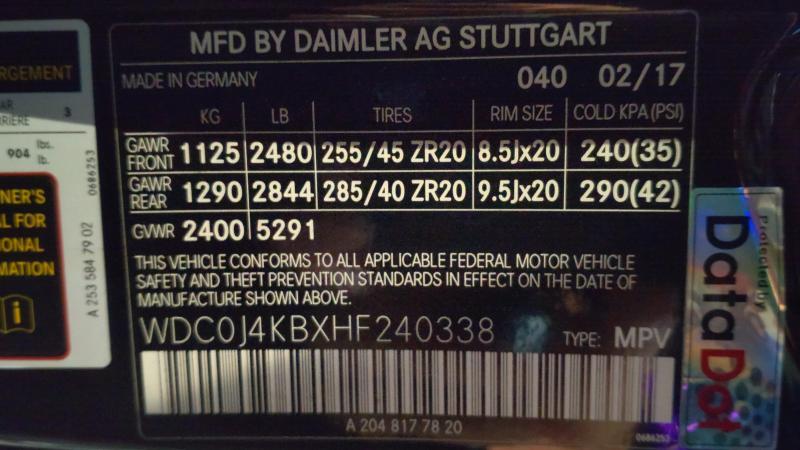 MFD BY DAIMLER AG STUTTGART
MADE IN GERMANY 040 02/17
KG LB TIRES RIM SIZE COLD KPA (PSI)
GAWR FRONT 1125 2480 255/45 ZR20 8.5Jx20 240(35)
GAWR REAR 1290 2844 285/40 ZR20 9.5Jx20 290(42)
GVWR 2400 5291
THIS VEHICLE CONFORMS TO ALL APPLICABLE FEDERAL MOTOR VEHICLE
SAFETY AND THEFT PREVENTION STANDARDS IN EFFECT ON THE DATE OF
MANUFACTURE SHOWN ABOVE.
WDC0J4KBXHF240338 TYPE: MPV
A 204 817 78 20
0686253
RGEMENT
3
904 lbs.
lb.
NER'S
L FOR
IONAL
MATION
i
0686253
A 253 584 79 02
Protected by
DataDot